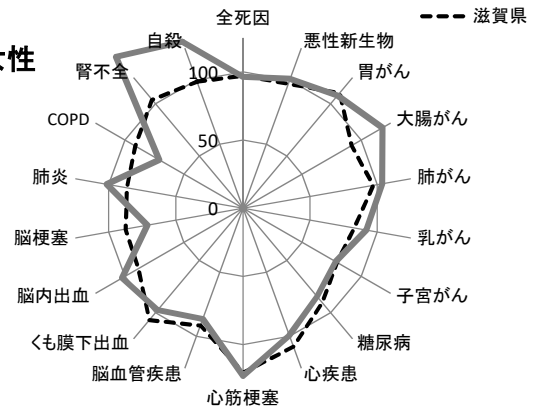 全死因
滋賀県
自殺
悪性新生物
女性
100
胃がん
腎不全
COPD
大腸がん
50
肺炎
肺がん
0
脳梗塞
乳がん
脳内出血
子宮がん
くも膜下出血
糖尿病
脳血管疾患
心疾患
心筋梗塞